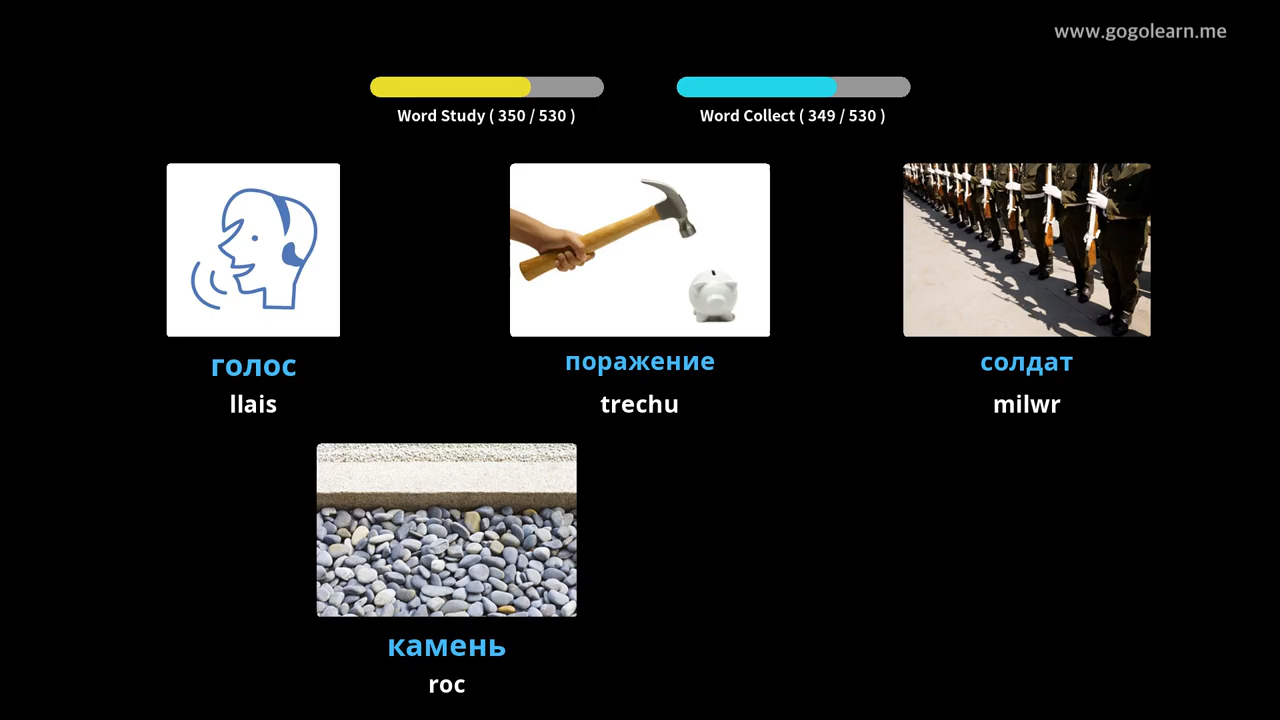 www.gogolearn.me
Word Study ( 350 / 530 )
Word Collect ( 349 / 530 )
голос
llais
поражение
trechu
солдат
milwr
камень
roc